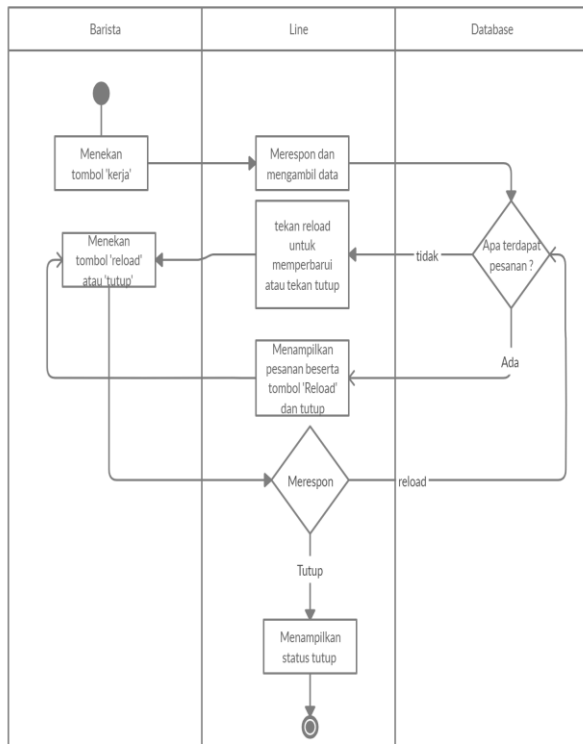 Barista
Line
Database
Menekan
tombol 'kerja'
Merespon dan
mengambil data
Apa terdapat
pesanan ?
tidak
tekan reload
untuk
memperbarui
atau tekan tutup
Menekan
tombol 'reload'
atau 'tutup'
Ada
Menampilkan
pesanan beserta
tombol 'Reload'
dan tutup
Merespon
reload
Tutup
Menampilkan
status tutup